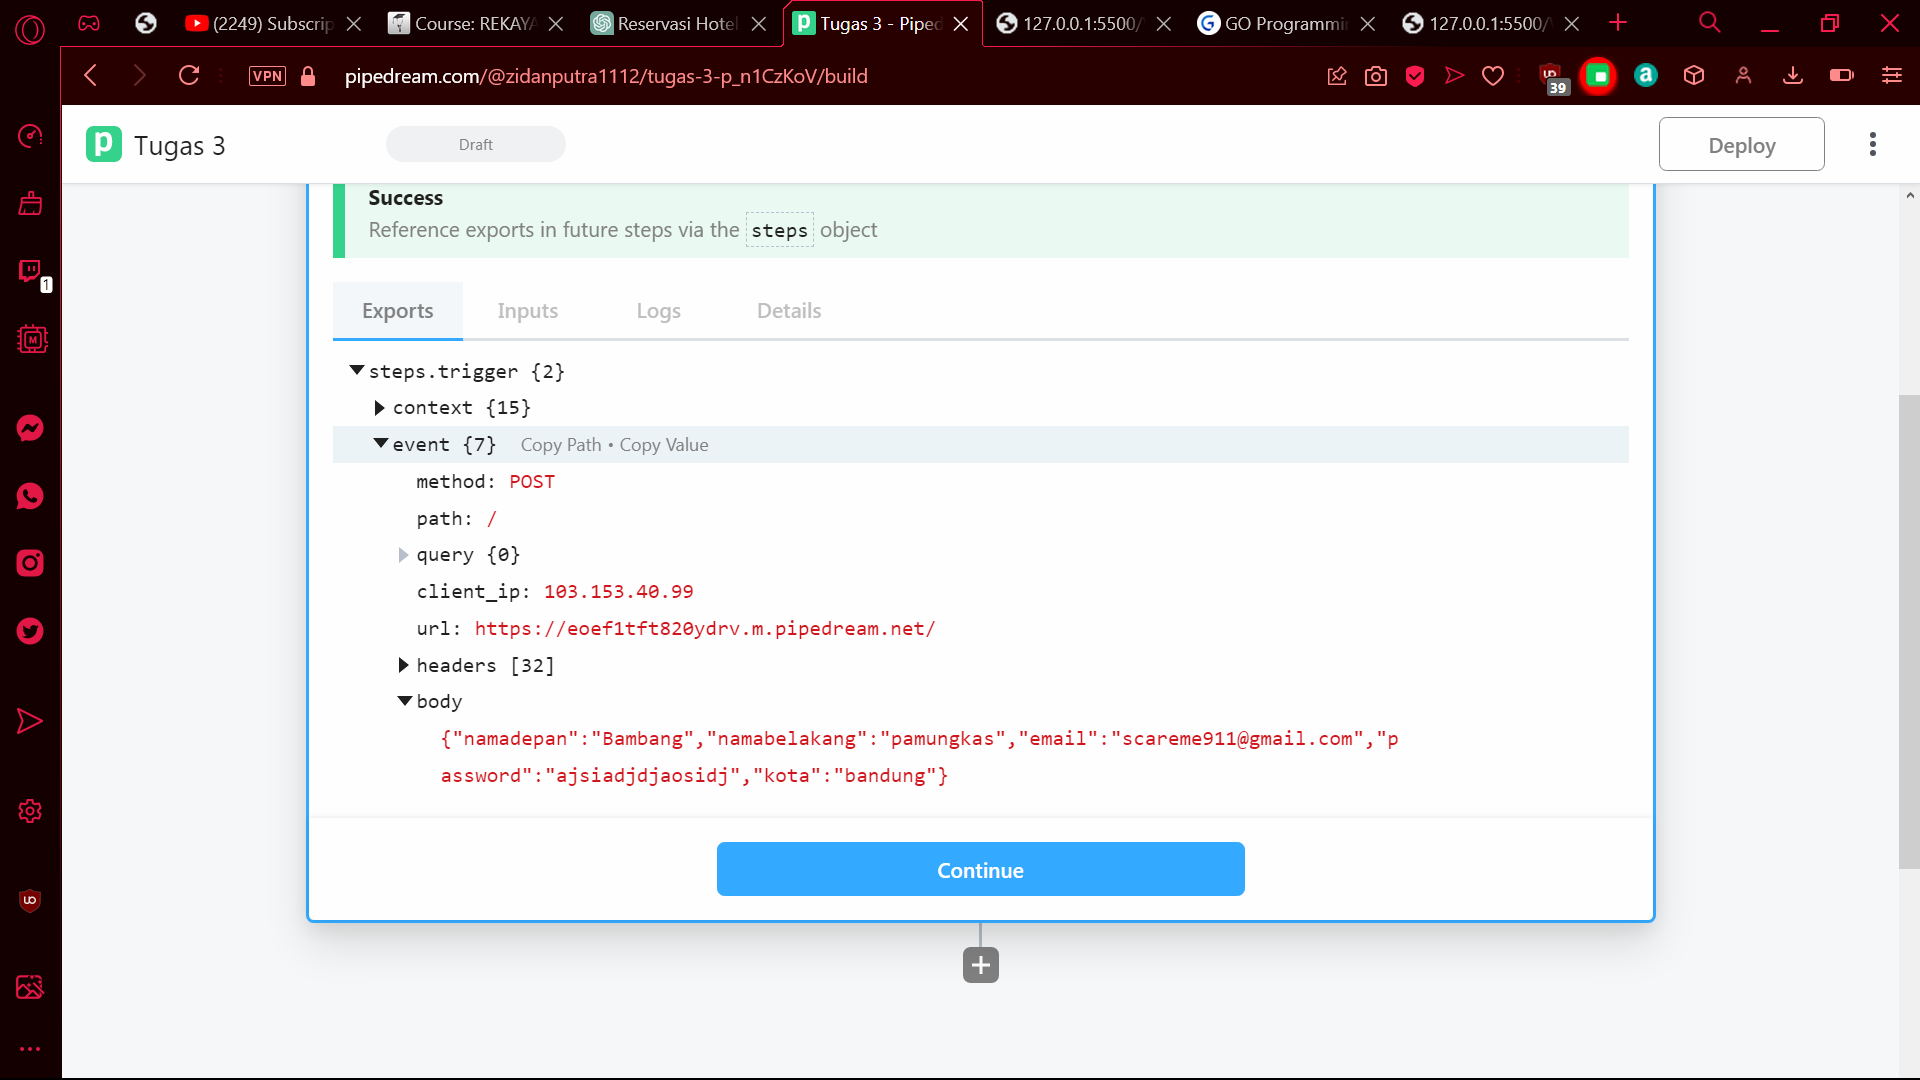 (2249) Subscrip
Course: REKAYA
Reservasi Hotel
Tugas 3 - Piped
127.0.0.1:5500/
GO Programmi
127.0.0.1:5500/
VPN
pipedream.com/@zidanputra1112/tugas-3-p_n1CzKoV/build
39
p Tugas 3
Draft
Deploy
1
Success
Reference exports in future steps via the steps object
Exports Inputs Logs Details
steps.trigger {2}
context {15}
event {7} Copy Path • Copy Value
method: POST
path: /
query {0}
client_ip: 103.153.40.99
url: https://eoef1tft820ydrv.m.pipedream.net/
headers [32]
body
{"namadepan":"Bambang","namabelakang":"pamungkas","email":"scareme911@gmail.com","p
assword":"ajsiadjdjaosidj","kota":"bandung"}
Continue